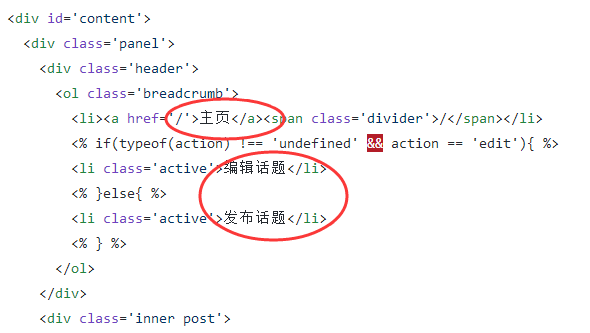 <div id='content'>
<div class='panel'>
<div class='header'>
<ol class='breadcrumb'>
<li><a href='/'>主页</a><span class='divider'>/</span></li>
<% if(typeof(action) !== 'undefined' && action == 'edit'){ %>
<li class='active'>编辑话题</li>
<% }else{ %>
<li class='active'>发布话题</li>
<% } %>
</ol>
</div>
<div class='inner post'>